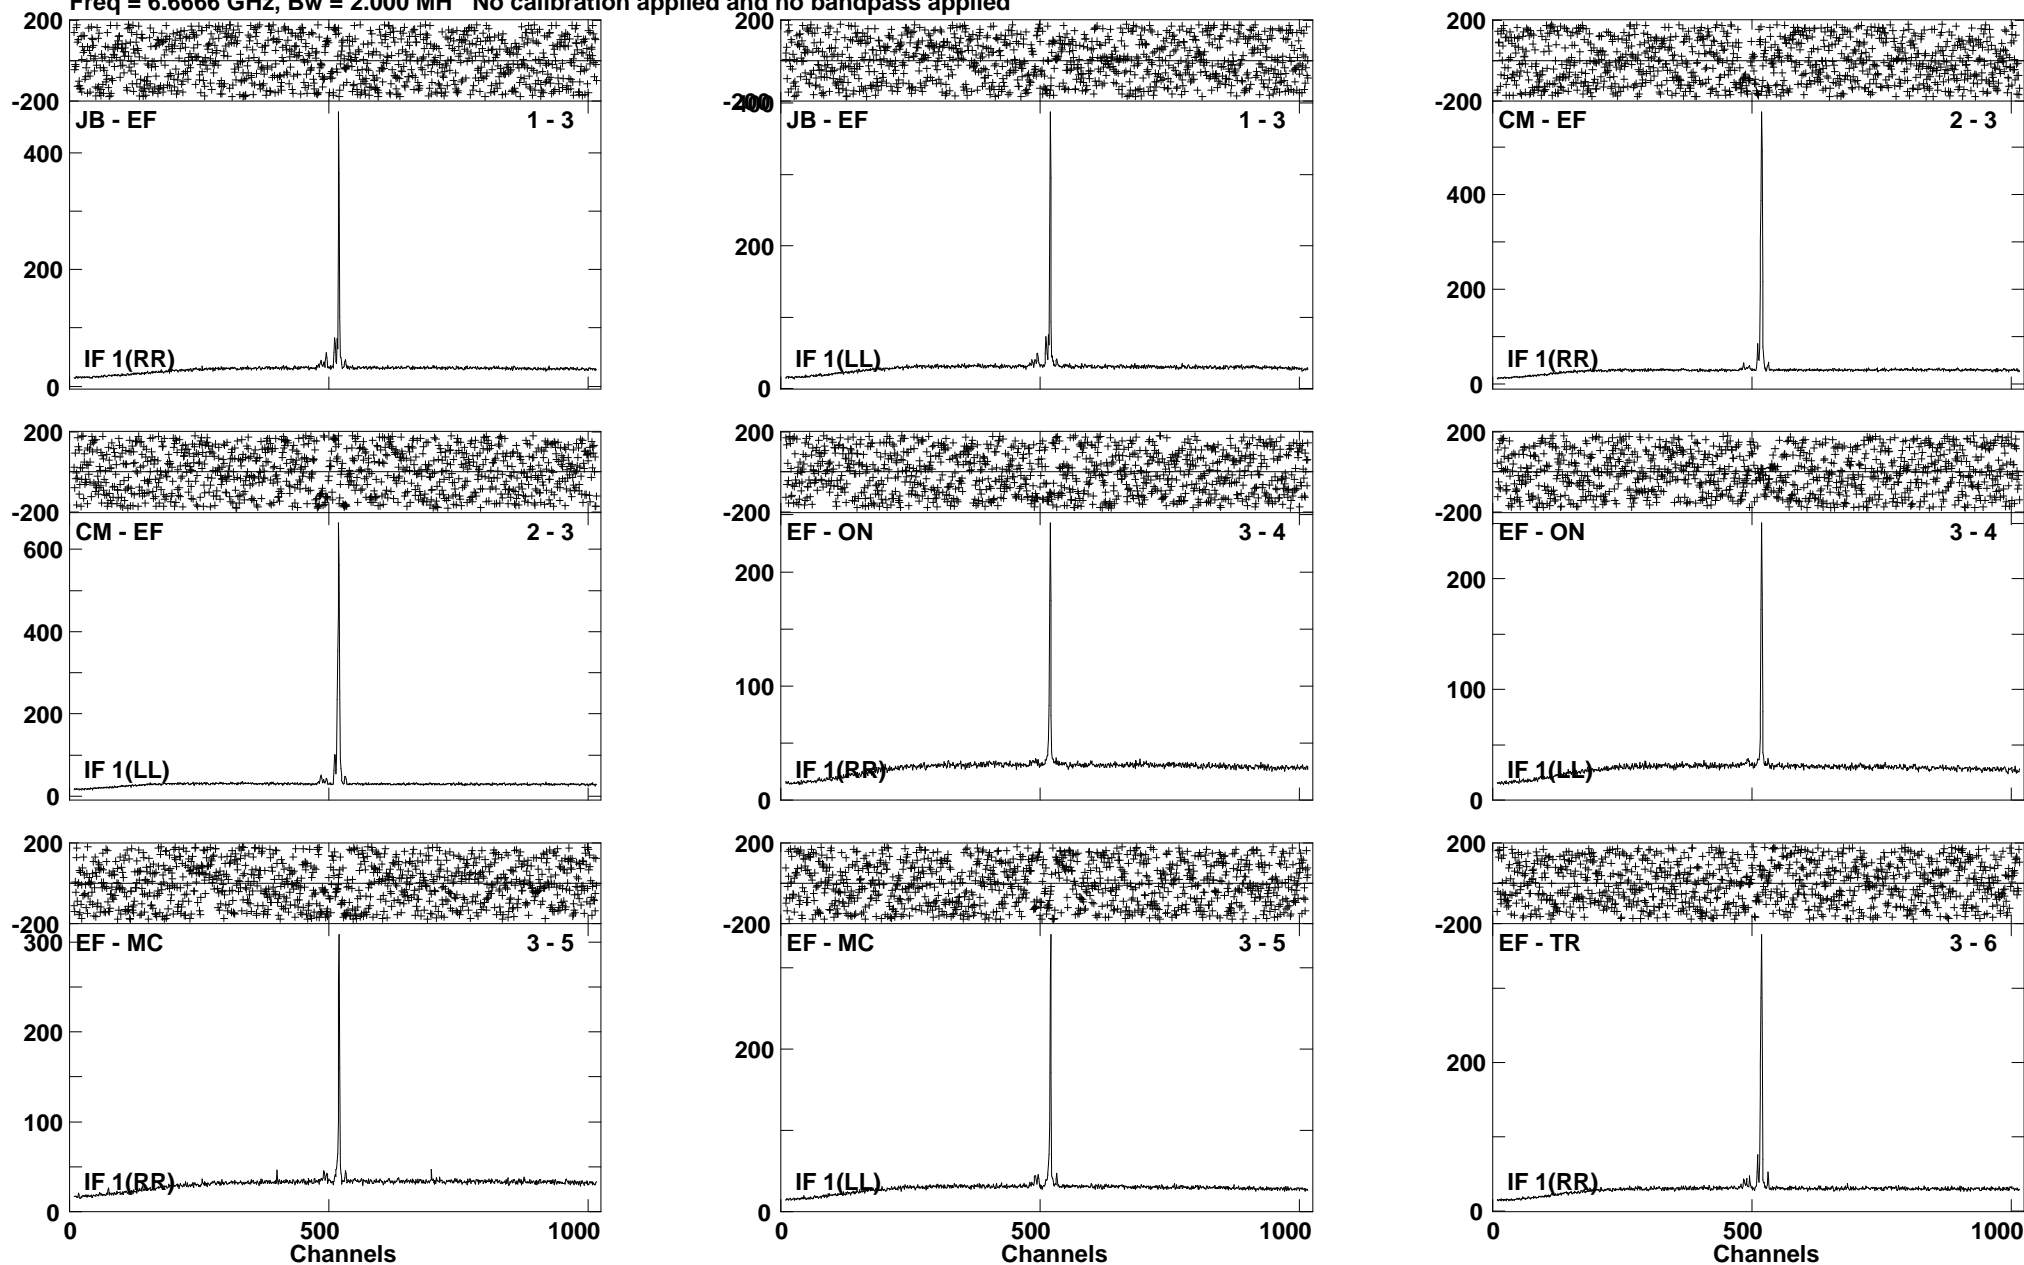 Freq = 6.6666 GHz, Bw = 2.000 MH No calibration applied and no bandpass applied
200
-200
JB - EF 1 - 3
400
200
IF 1(RR)
0
200
-200
400
JB - EF 1 - 3
200
IF 1(LL)
0
200
-200
CM - EF 2 - 3
400
200
IF 1(RR)
0
200
-200
CM - EF 2 - 3
600
400
200
IF 1(LL)
0
200
-200
EF - ON 3 - 4
200
100
IF 1(RR)
0
200
-200
EF - ON 3 - 4
200
100
IF 1(LL)
0
200
-200
300
EF - MC 3 - 5
200
100
IF 1(RR)
0
0 500 1000
Channels
200
-200
EF - MC 3 - 5
200
IF 1(LL)
0
0 500 1000
Channels
200
-200
EF - TR 3 - 6
200
IF 1(RR)
0
0 500 1000
Channels